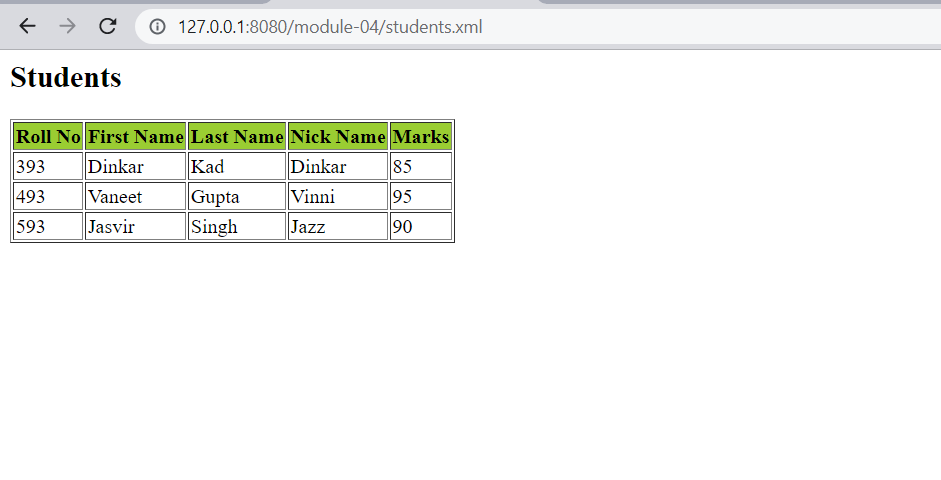 127.0.0.1:8080/module-04/students.xml
Students
Roll No First Name Last Name Nick Name Marks
393 Dinkar Kad Dinkar 85
493 Vaneet Gupta Vinni 95
593 Jasvir Singh Jazz 90